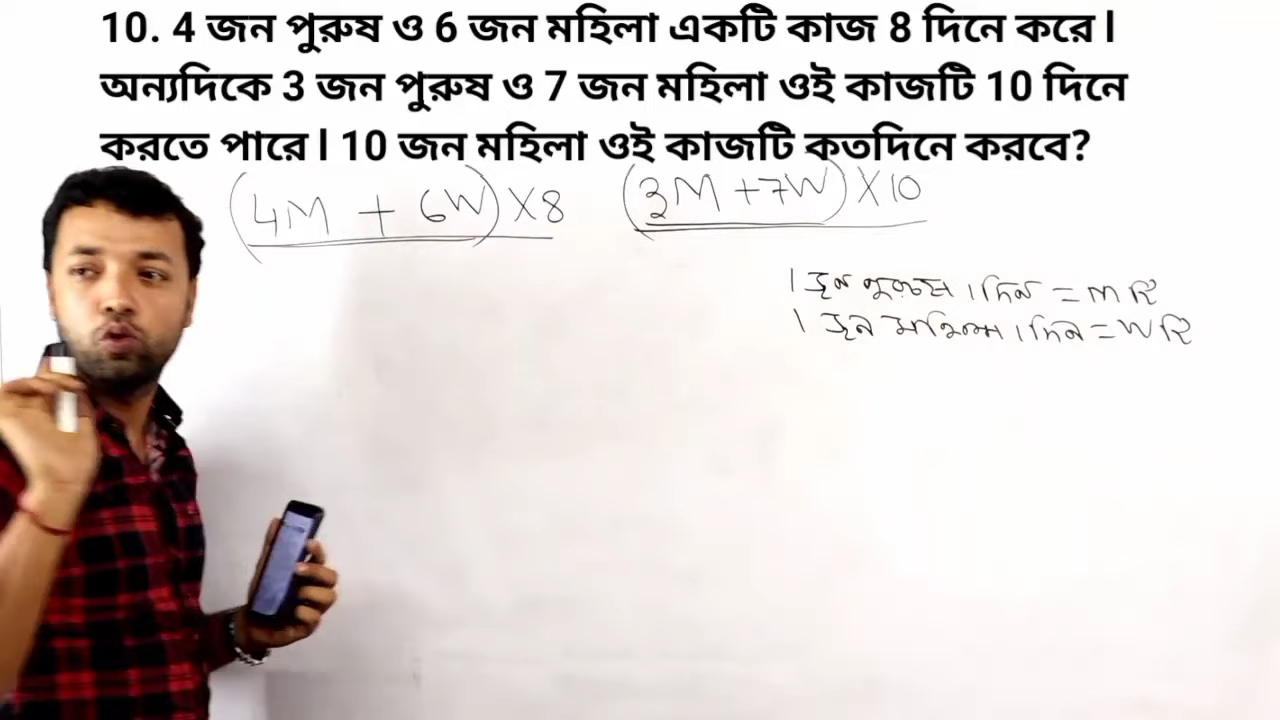 10. 4 জন পুরুষ ও 6 জন মহিলা একটি কাজ 8 দিনে করে l
অন্যদিকে 3 জন পুরুষ ও 7 জন মহিলা ওই কাজটি 10 দিনে
করতে পারে l 10 জন মহিলা ওই কাজটি কতদিনে করবে?
(4M + 6W) X 8 (3M + 7W) X 10
1 জন পুরুষ 1 দিন = M টি
1 জন মহিলা 1 দিন = W টি